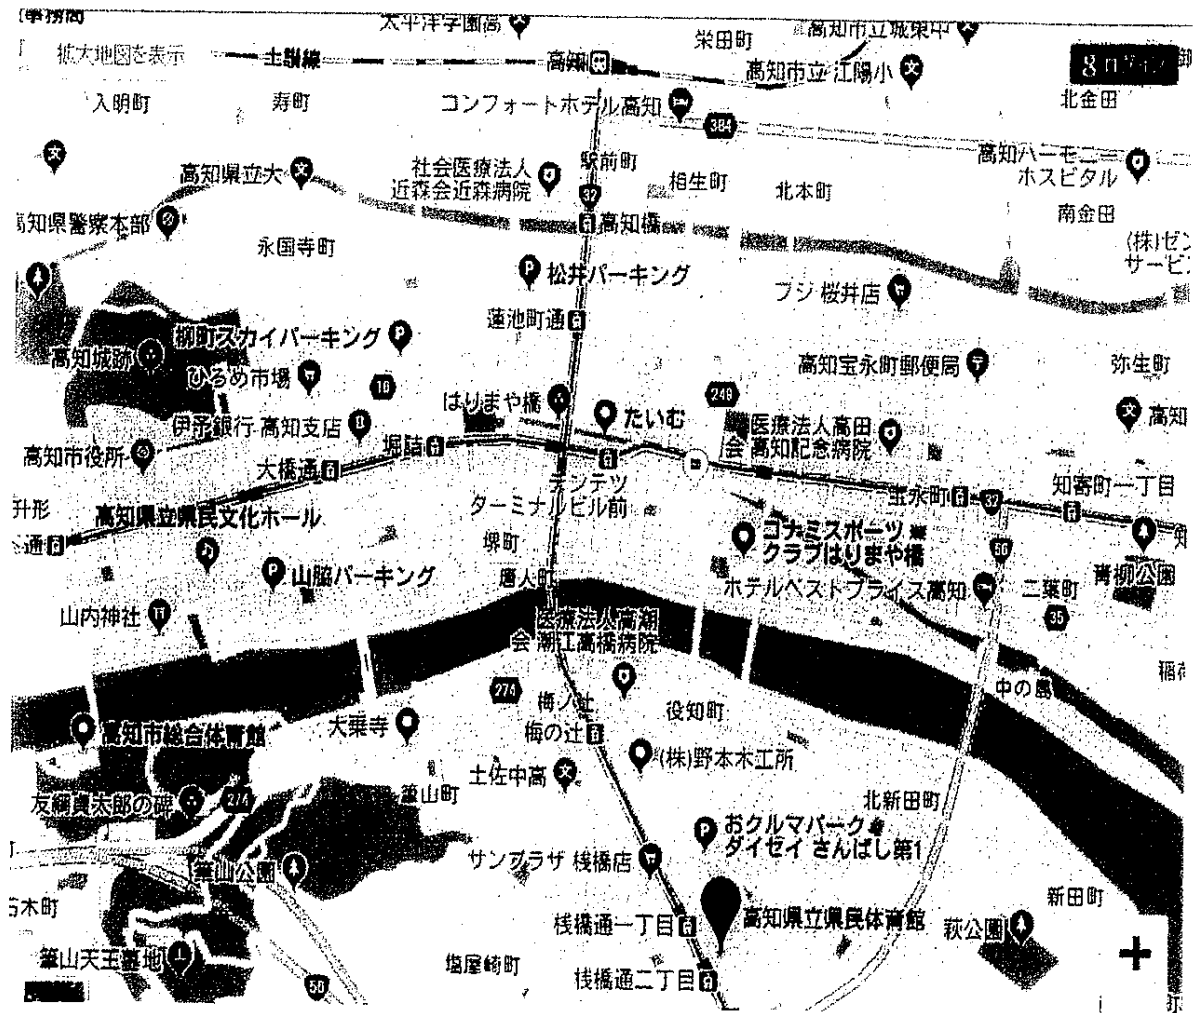 太平洋学園高
栄田町
高知市立城東中
拡大地図を表示
土讃線
高知
高知市立 江陽小
ログイン
入明町
寿町
コンフォートホテル高知
北金田
384
高知県立大
社会医療法人
近森会近森病院
駅前町
相生町
北本町
高知ハーモニー
ホスピタル
32
南金田
高知県警察本部
永国寺町
高知橋
(株)ゼン
サービ
松井パーキング
フジ 桜井店
蓮池町通
柳町スカイパーキング
高知城跡
ひろめ市場
高知宝永町郵便局
弥生町
16
249
はりまや橋
たいむ
高知
伊予銀行 高知支店
堀詰
医療法人高田
会 高知記念病院
高知市役所
大橋通
デンテツ
ターミナルビル前
宝永町
32
知寄町一丁目
升形
高知県立県民文化ホール
通
堺町
コナミスポーツ
クラブはりまや橋
56
山脇パーキング
唐人町
ホテルベストプライス高知
二葉町
青柳公園
山内神社
医療法人高潮
会 潮江高橋病院
35
稲荷
274
中の島
梅ノ辻
役知町
高知市総合体育館
大乗寺
梅の辻
(株)野本木工所
土佐中高
筆山町
友綱貞太郎の碑
274
北新田町
おクルマパーク
ダイセイ さんばし第1
サンプラザ 桟橋店
筆山公園
新田町
桟橋通一丁目
高知県立県民体育館
萩公園
筆山天王墓地
塩屋崎町
桟橋通二丁目
56